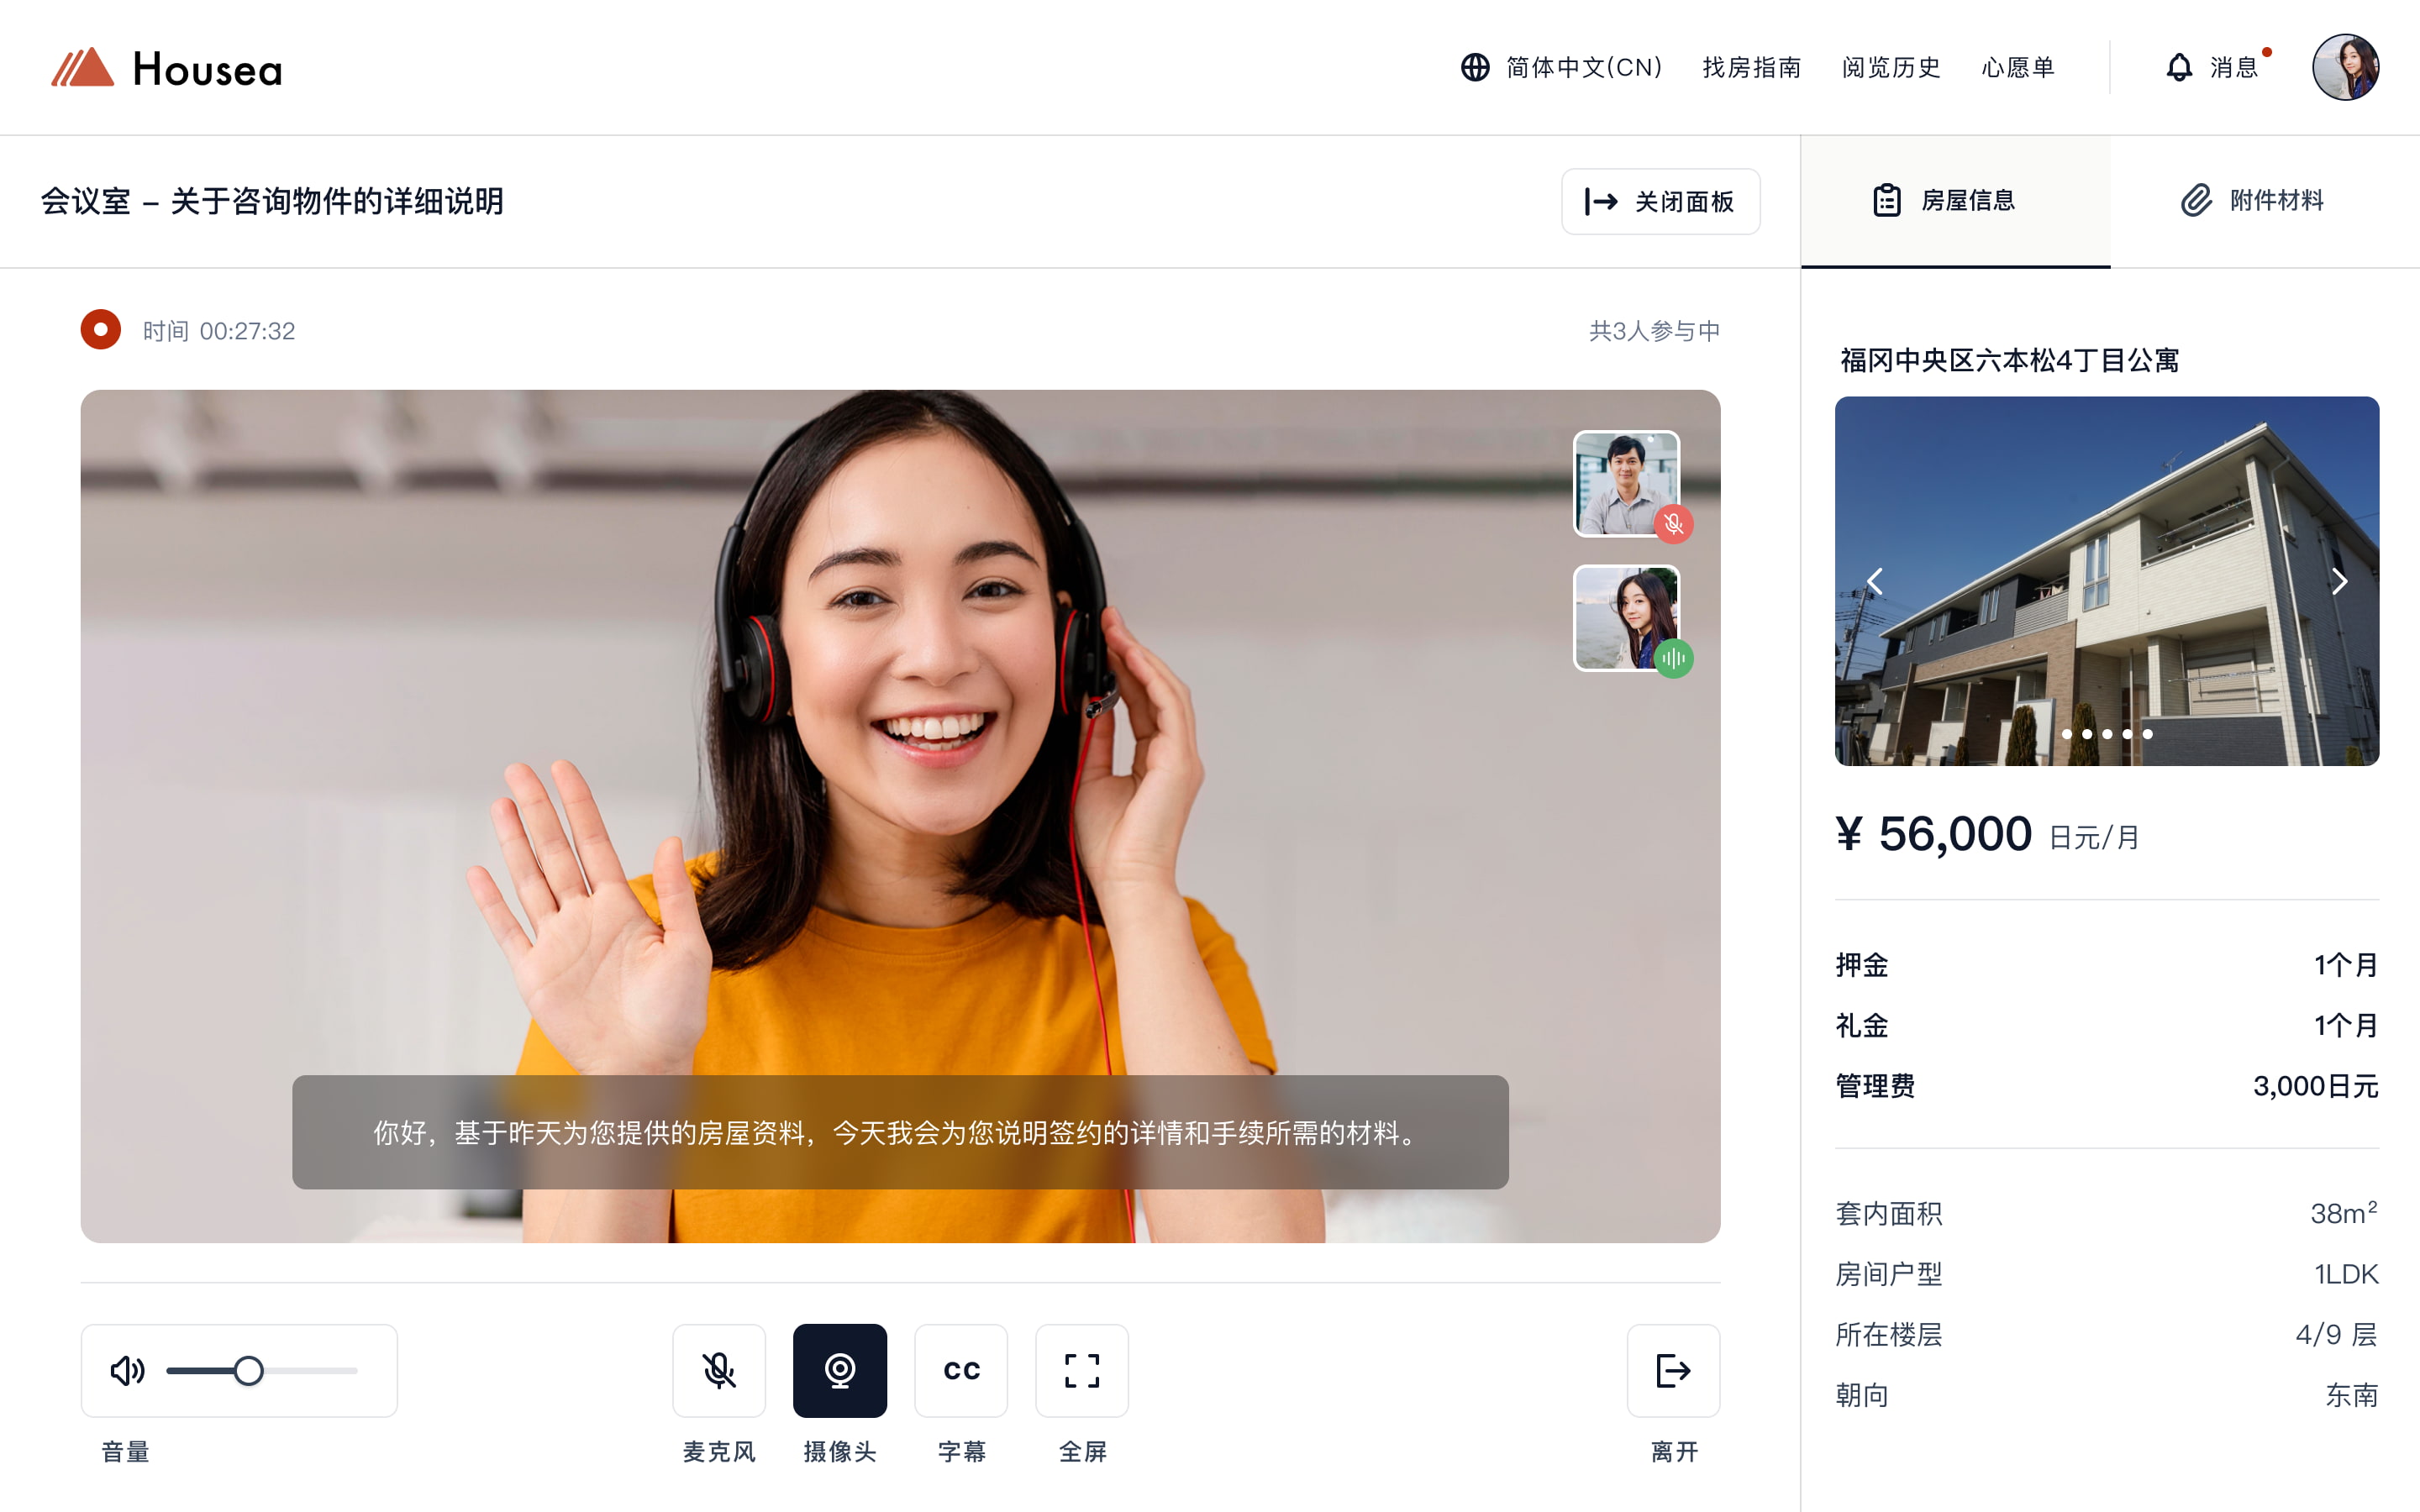 Housea
简体中文(CN)
找房指南
阅览历史
心愿单
消息
会议室 – 关于咨询物件的详细说明
关闭面板
房屋信息
附件材料
时间 00:27:32
共3人参与中
你好，基于昨天为您提供的房屋资料，今天我会为您说明签约的详情和手续所需的材料。
音量
麦克风
摄像头
CC
字幕
全屏
离开
福冈中央区六本松4丁目公寓
¥ 56,000 日元/月
押金 1个月
礼金 1个月
管理费 3,000日元
套内面积 38m²
房间户型 1LDK
所在楼层 4/9 层
朝向 东南